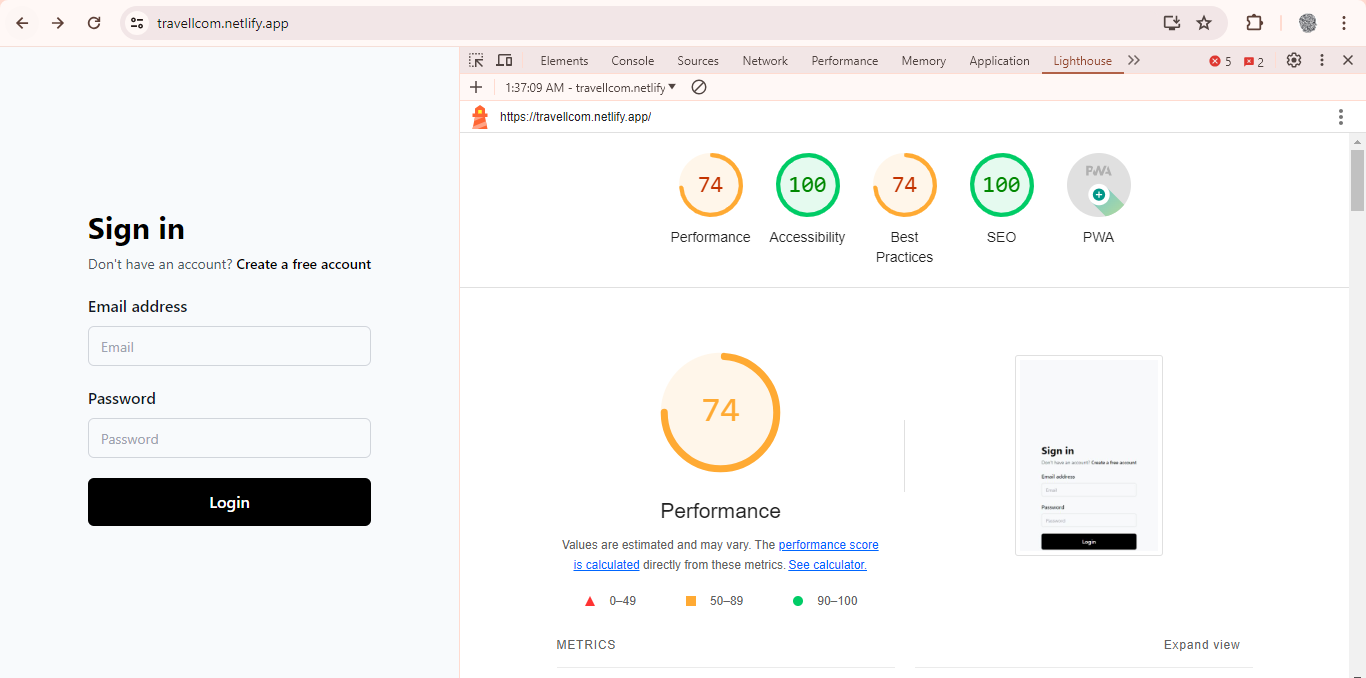 travellcom.netlify.app
Elements Console Sources Network Performance Memory Application Lighthouse 5 2
1:37:09 AM - travellcom.netlify
https://travellcom.netlify.app/
74 100 74 100 PWA
Performance Accessibility Best Practices SEO PWA
Sign in
Don't have an account? Create a free account
Email address
Email
Password
Password
Login
74
Performance
Values are estimated and may vary. The performance score
is calculated directly from these metrics. See calculator.
0–49 50–89 90–100
Sign in
Don't have an account? Create a free account
Email address
Email
Password
Password
Login
METRICS Expand view